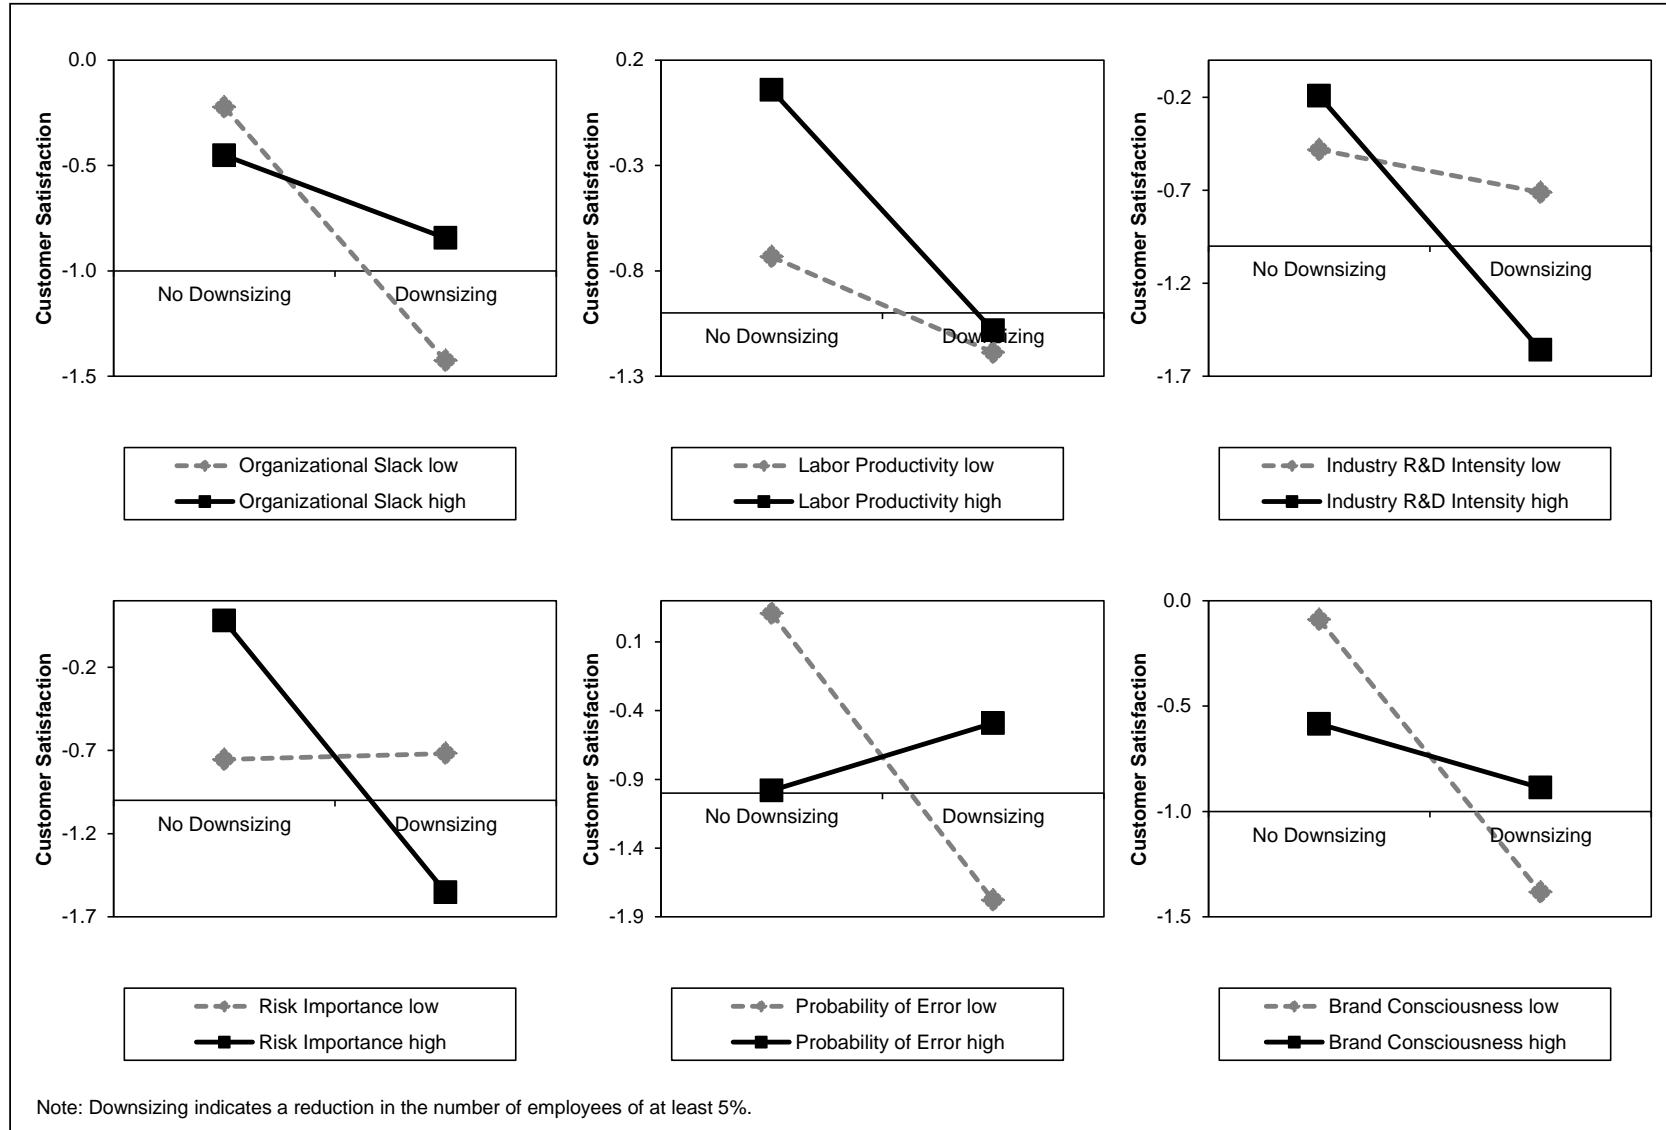 Customer Satisfaction
0.0
-0.5
-1.0
-1.5
No Downsizing
Downsizing
Organizational Slack low
Organizational Slack high
Customer Satisfaction
0.2
-0.3
-0.8
-1.3
No Downsizing
Downsizing
Labor Productivity low
Labor Productivity high
Customer Satisfaction
-0.2
-0.7
-1.2
-1.7
No Downsizing
Downsizing
Industry R&D Intensity low
Industry R&D Intensity high
Customer Satisfaction
-0.2
-0.7
-1.2
-1.7
No Downsizing
Downsizing
Risk Importance low
Risk Importance high
Customer Satisfaction
0.1
-0.4
-0.9
-1.4
-1.9
No Downsizing
Downsizing
Probability of Error low
Probability of Error high
Customer Satisfaction
0.0
-0.5
-1.0
-1.5
No Downsizing
Downsizing
Brand Consciousness low
Brand Consciousness high
Note: Downsizing indicates a reduction in the number of employees of at least 5%.